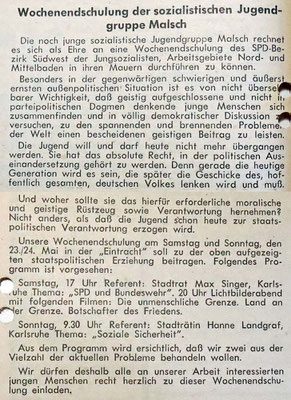 Wochenendschulung der sozialistischen Jugend-
gruppe Malsch
Die noch junge sozialistische Jugendgruppe Malsch rechnet
es sich als Ehre an eine Wochenendschulung des SPD-Be-
zirk Südwest der Jungsozialisten, Arbeitsgebiete Nord- und
Mittelbaden in ihren Mauern durchführen zu können.
Besonders in der gegenwärtigen schwierigen und äußerst
ernsten außenpolitischen Situation ist es von nicht überseh-
barer Wichtigkeit, daß geistig aufgeschlossene und nicht in
parteipolitischen Dogmen denkende junge Menschen sich
zusammenfinden und in völlig demokratischer Diskussion
versuchen, zu den spannenden und brennenden Problemen
der Welt einen bescheidenen geistigen Beitrag zu leisten.
Die Jugend will und darf heute nicht mehr übergangen
werden. Sie hat das absolute Recht, in der politischen Aus-
einandersetzung gehört zu werden. Denn gerade die heutige
Generation wird es sein, die später die Geschicke des, hof-
fentlich gesamten, deutschen Volkes lenken wird und muß.
Und woher sollte sie das hierfür erforderliche moralische
und geistige Rüstzeug sowie Verantwortung hernehmen?
Nicht anders, als daß die Jugend schon heute zur staats-
politischen Verantwortung erzogen wird.
Unsere Wochenendschulung am Samstag und Sonntag, den
23./24. Mai in der „Eintracht" soll zu der oben aufgezeig-
ten staatspolitischen Erziehung beitragen. Folgendes Pro-
gramm ist vorgesehen:
Samstag, 17 Uhr Referent: Stadtrat Max Singer, Karls-
ruhe Thema: „SPD und Bundeswehr". 20 Uhr Lichtbilderabend
mit folgenden Filmen: Die unmenschliche Grenze. Land an
der Grenze. Botschafter des Friedens.
Sonntag, 9.30 Uhr Referent: Stadträtin Hanne Landgraf,
Karlsruhe Thema: „Soziale Sicherheit".
Aus dem Programm wird ersichtlich, daß wir zwei aus der
Vielzahl der aktuellen Probleme behandeln wollen.
Wir dürfen deshalb alle an unserer Arbeit interessierten
jungen Menschen recht herzlich zu dieser Wochenendschu-
lung einladen.